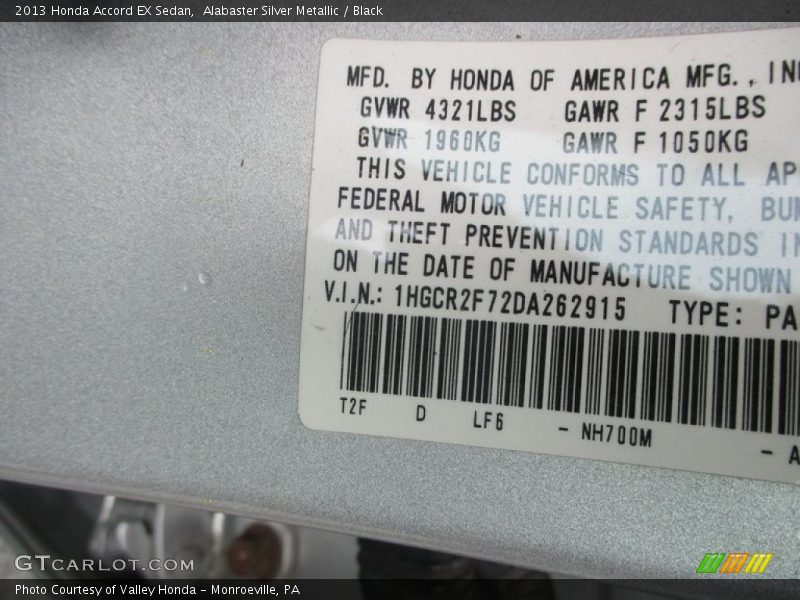 2013 Honda Accord EX Sedan,  Alabaster Silver Metallic / Black
MFD. BY HONDA OF AMERICA MFG., IN
GVWR 4321LBS GAWR F 2315LBS
GVWR 1960KG GAWR F 1050KG
THIS VEHICLE CONFORMS TO ALL AP
FEDERAL MOTOR VEHICLE SAFETY, BU
AND THEFT PREVENTION STANDARDS I
ON THE DATE OF MANUFACTURE SHOWN
V.I.N.: 1HGCR2F72DA262915 TYPE: PA
T2F D LF6 - NH700M - A
GTCARLOT.COM
Photo Courtesy of Valley Honda - Monroeville, PA